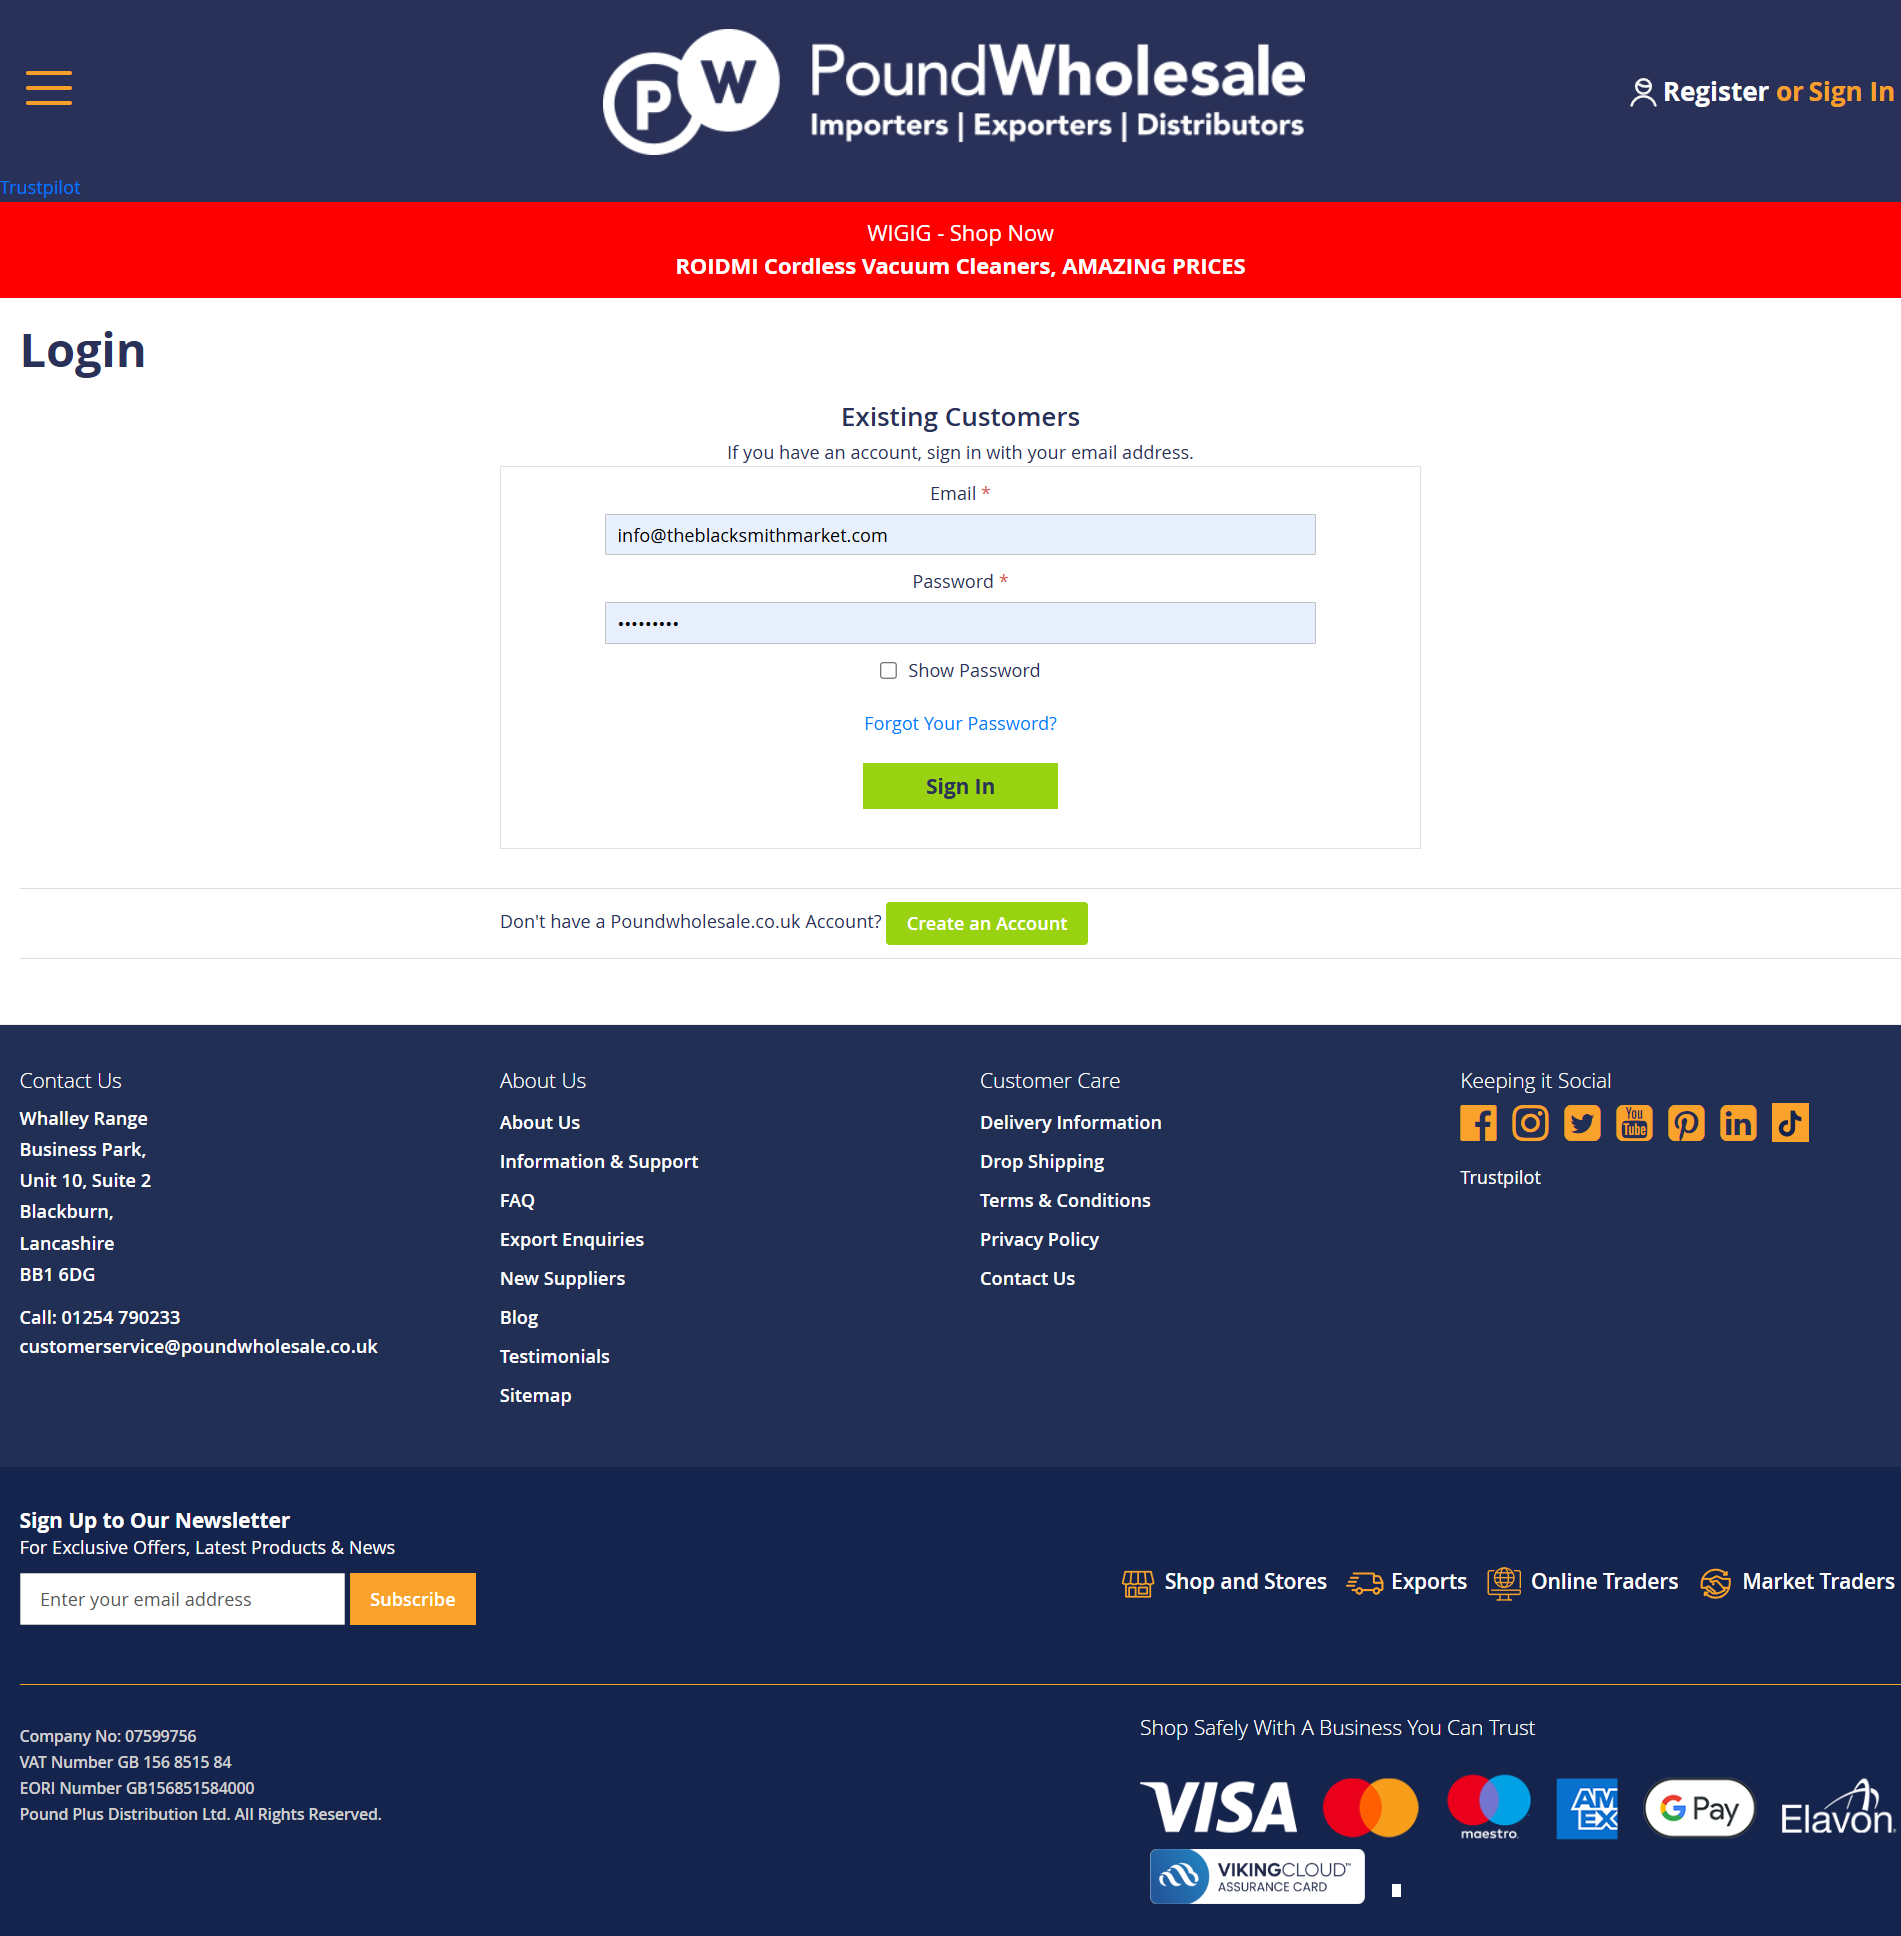 PW PoundWholesale
Importers | Exporters | Distributors
Register or Sign In
Trustpilot
WIGIG - Shop Now
ROIDMI Cordless Vacuum Cleaners, AMAZING PRICES
Login
Existing Customers
If you have an account, sign in with your email address.
Email *
info@theblacksmithmarket.com
Password *
•••••••••
Show Password
Forgot Your Password?
Sign In
Don't have a Poundwholesale.co.uk Account? Create an Account
Contact Us
Whalley Range
Business Park,
Unit 10, Suite 2
Blackburn,
Lancashire
BB1 6DG
Call: 01254 790233
customerservice@poundwholesale.co.uk
About Us
About Us
Information & Support
FAQ
Export Enquiries
New Suppliers
Blog
Testimonials
Sitemap
Customer Care
Delivery Information
Drop Shipping
Terms & Conditions
Privacy Policy
Contact Us
Keeping it Social
You
Tube
in
Trustpilot
Sign Up to Our Newsletter
For Exclusive Offers, Latest Products & News
Enter your email address
Subscribe
Shop and Stores
Exports
Online Traders
Market Traders
Company No: 07599756
VAT Number GB 156 8515 84
EORI Number GB156851584000
Pound Plus Distribution Ltd. All Rights Reserved.
Shop Safely With A Business You Can Trust
VISA
maestro
AM
EX
G Pay
Elavon
VIKINGCLOUD™
ASSURANCE CARD